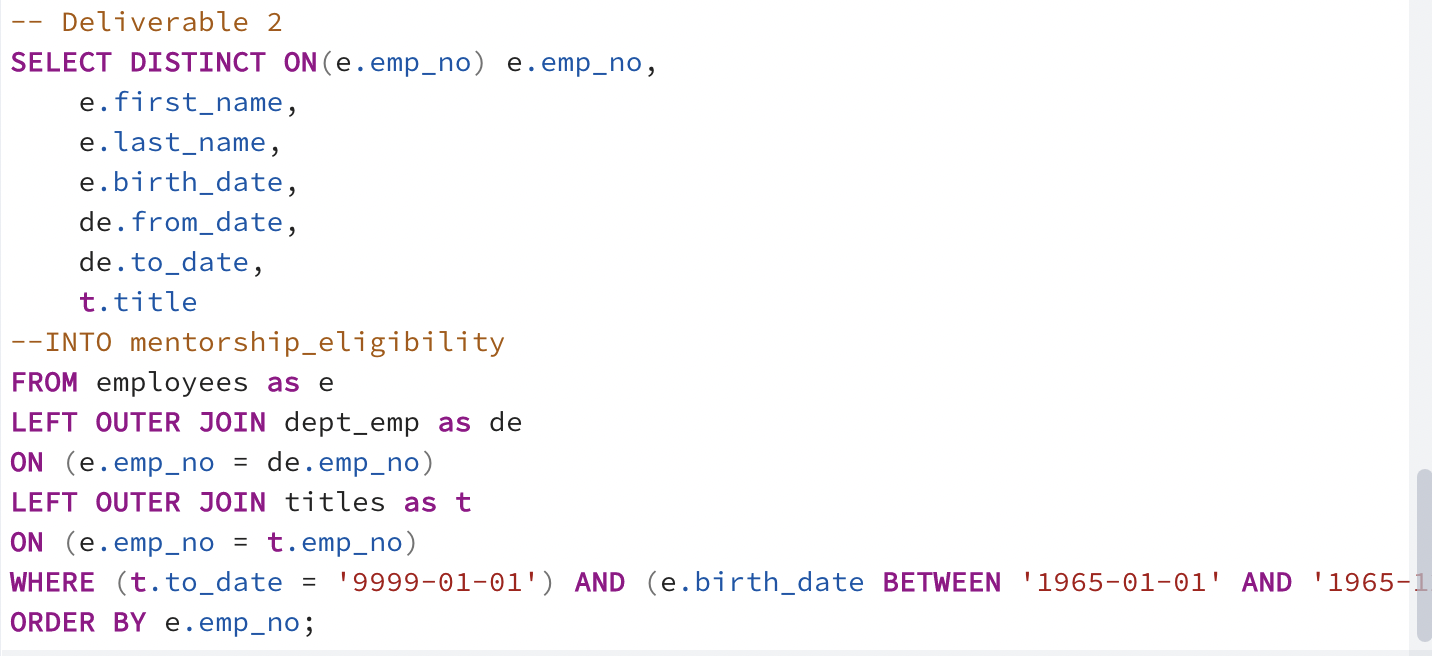 -- Deliverable 2
SELECT DISTINCT ON(e.emp_no) e.emp_no,
    e.first_name,
    e.last_name,
    e.birth_date,
    de.from_date,
    de.to_date,
    t.title
--INTO mentorship_eligibility
FROM employees as e
LEFT OUTER JOIN dept_emp as de
ON (e.emp_no = de.emp_no)
LEFT OUTER JOIN titles as t
ON (e.emp_no = t.emp_no)
WHERE (t.to_date = '9999-01-01') AND (e.birth_date BETWEEN '1965-01-01' AND '1965-1
ORDER BY e.emp_no;